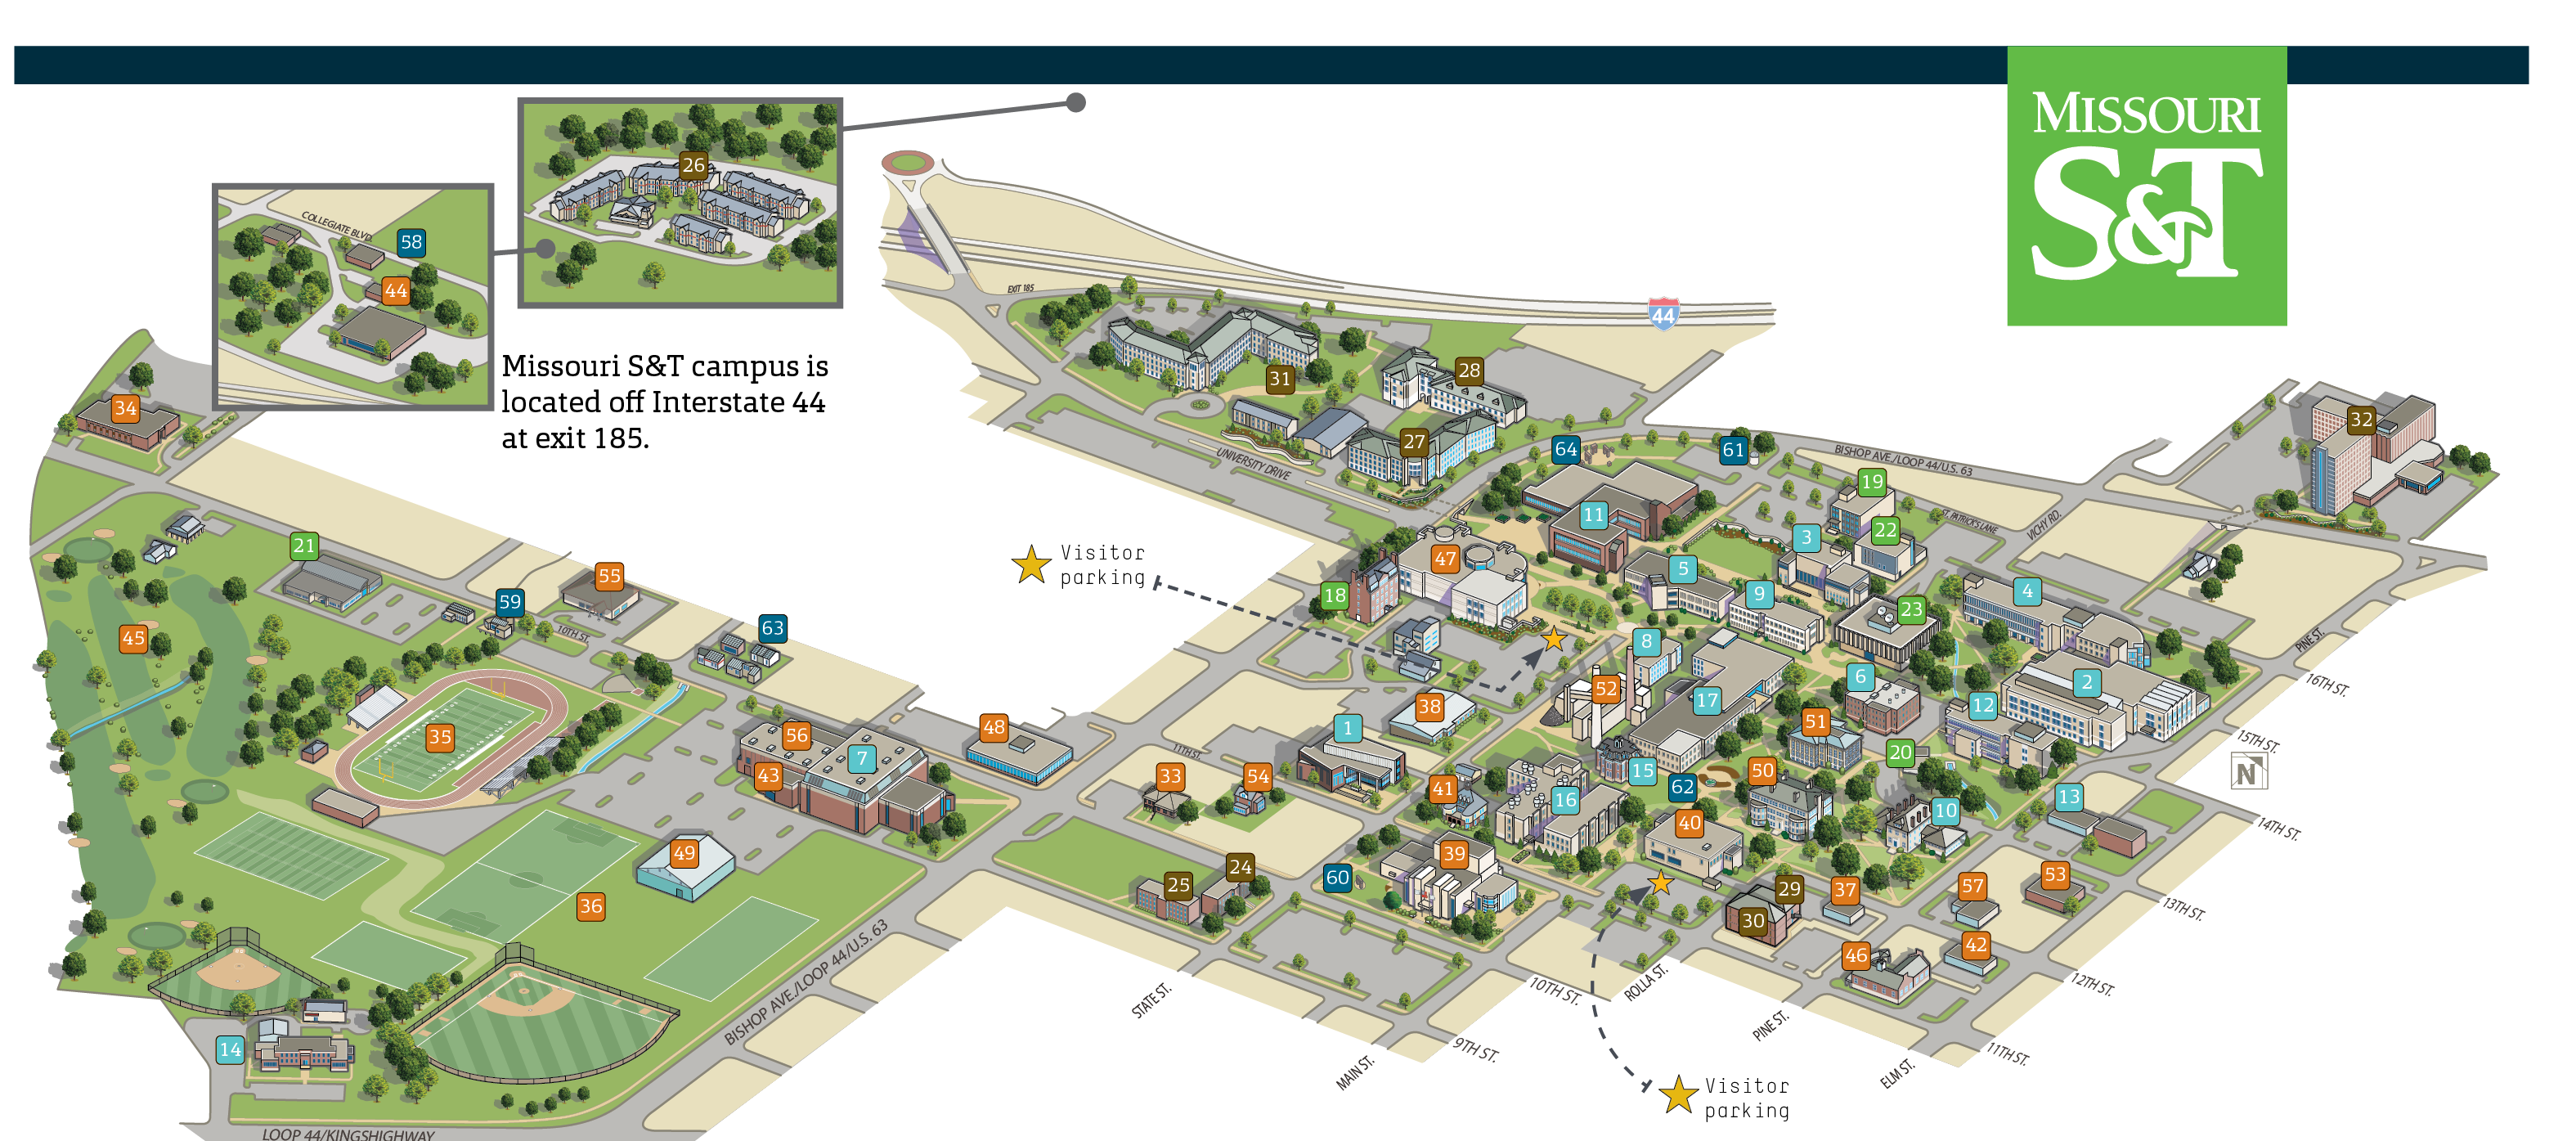 MISSOURI
S&T
26
COLLEGIATE BLVD.
58
44
EXIT 185
44
Missouri S&T campus is
located off Interstate 44
at exit 185.
34
31
28
32
27
64
61
BISHOP AVE./LOOP 44/U.S. 63
UNIVERSITY DRIVE
19
11
ST. PATRICKS LANE
VICHY RD.
22
3
21
47
5
Visitor
parking
55
4
18
9
23
59
10TH ST.
45
63
8
PINE ST.
6
2
16TH ST.
52
17
38
12
51
35
56
48
1
15TH ST.
11TH ST.
20
7
43
33
54
15
50
N
41
62
16
13
10
14TH ST.
40
49
39
25
24
60
29
37
57
53
36
30
13TH ST.
BISHOP AVE./LOOP 44/U.S. 63
46
42
STATE ST.
10TH ST.
ROLLA ST.
12TH ST.
PINE ST.
14
MAIN ST.
9TH ST.
ELM ST.
11TH ST.
Visitor
parking
LOOP 44/KINGSHIGHWAY